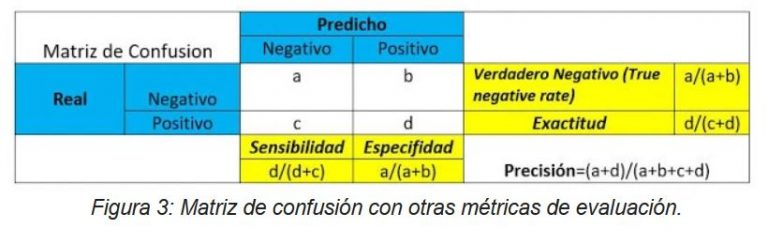 Predicho
Matriz de Confusion Negativo Positivo
Real Negativo a b Verdadero Negativo (True negative rate) a/(a+b)
Positivo c d Exactitud d/(c+d)
Sensibilidad Especifidad
d/(d+c) a/(a+b) Precisión=(a+d)/(a+b+c+d)
Figura 3: Matriz de confusión con otras métricas de evaluación.